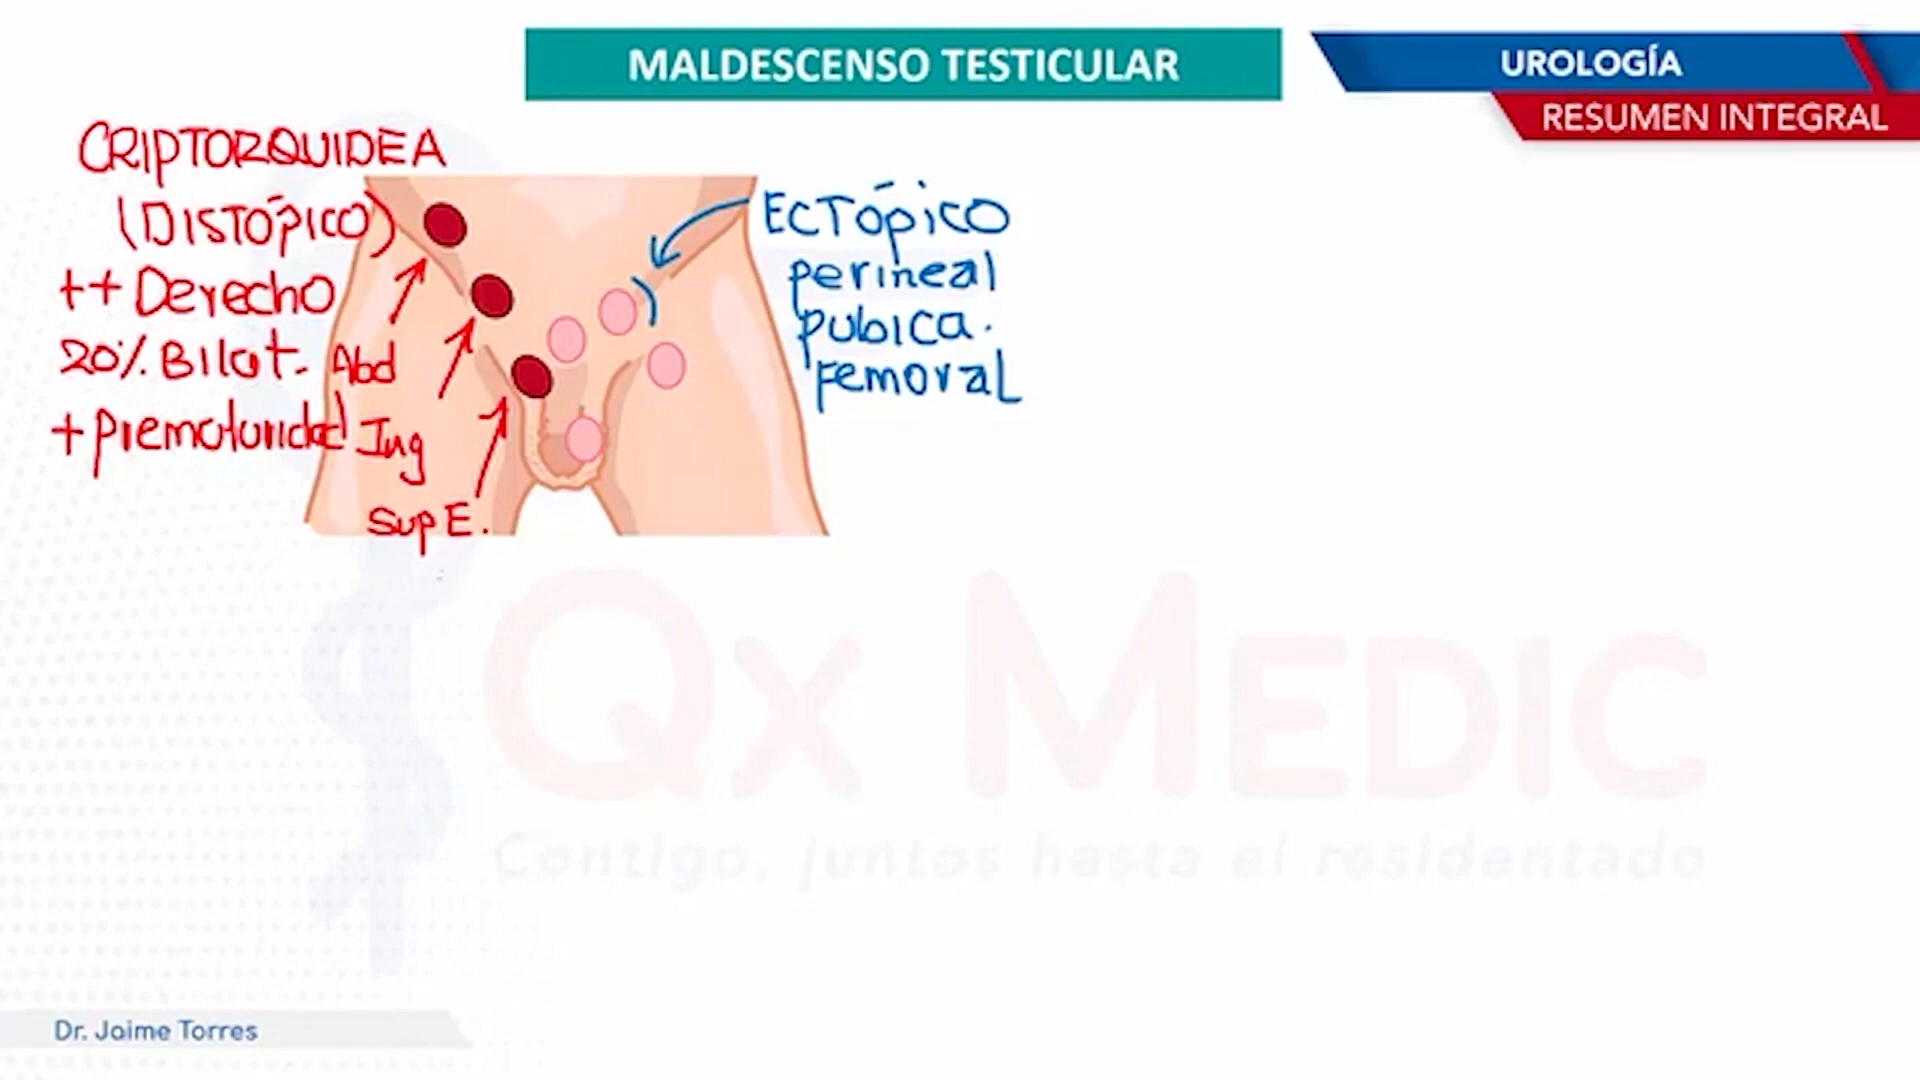 MALDESCENSO TESTICULAR
UROLOGÍA
RESUMEN INTEGRAL
CRIPTORQUIDEA
(DISTÓPICO)
++ Derecho
20% Bilat.
+ prematuridad
Abd
Ing
Sup E.
ECTÓPICO
perineal
pubica.
Femoral
QX MEDIC
Contigo, juntos hasta el residentado
Dr. Jaime Torres